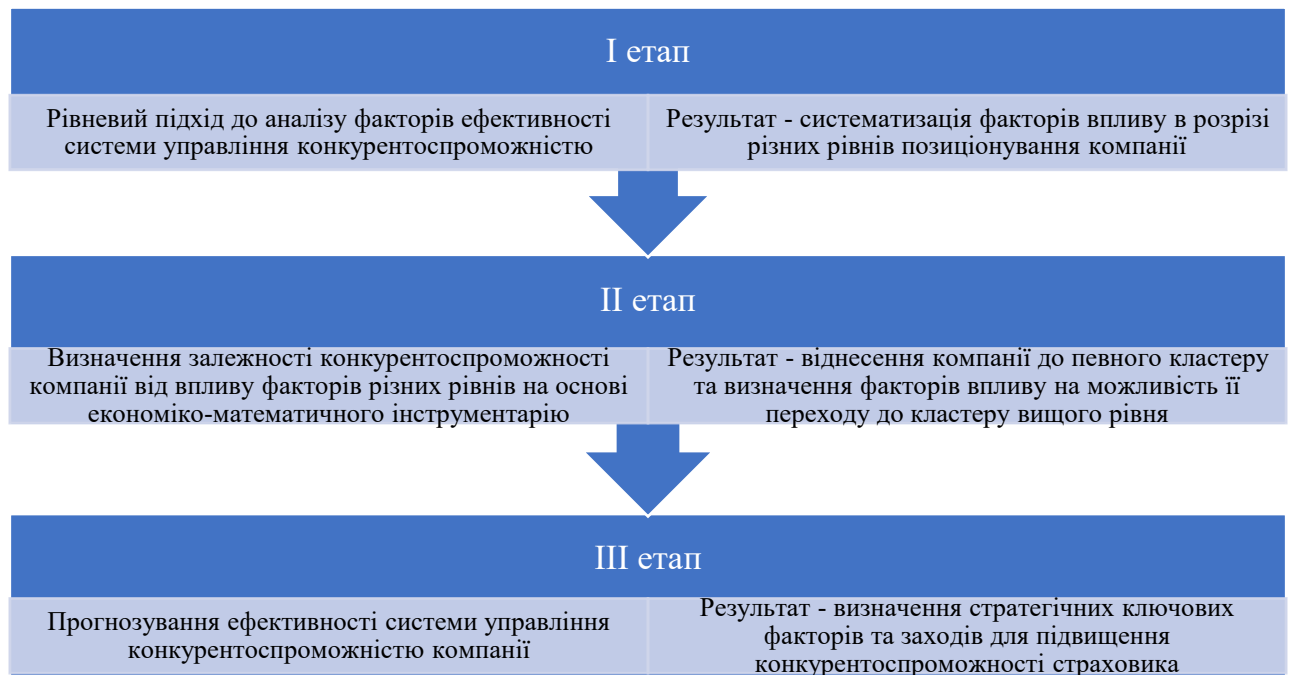 I етап
Рівневий підхід до аналізу факторів ефективності
системи управління конкурентоспроможністю
Результат - систематизація факторів впливу в розрізі
різних рівнів позиціонування компанії
II етап
Визначення залежності конкурентоспроможності
компанії від впливу факторів різних рівнів на основі
економіко-математичного інструментарію
Результат - віднесення компанії до певного кластеру
та визначення факторів впливу на можливість її
переходу до кластеру вищого рівня
III етап
Прогнозування ефективності системи управління
конкурентоспроможністю компанії
Результат - визначення стратегічних ключових
факторів та заходів для підвищення
конкурентоспроможності страховика